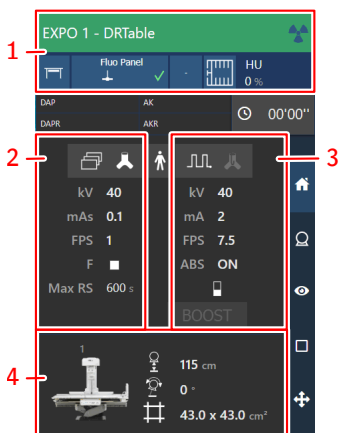 EXPO 1 - DRTable
1
Fluo Panel
-
HU
0 %
DAP AK
DAPR AKR
00'00''
2
3
kV 40
mAs 0.1
FPS 1
F
Max RS 600 s
kV 40
mA 2
FPS 7.5
ABS ON
BOOST
4
1
115 cm
0 °
43.0 x 43.0 cm²